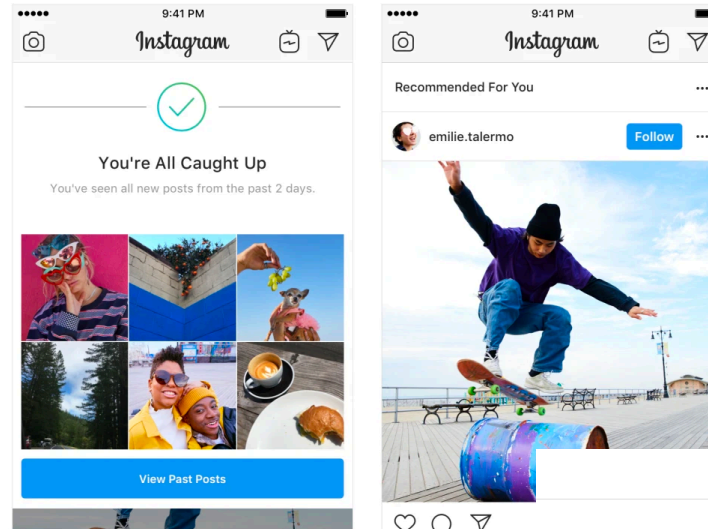 9:41 PM
Instagram
You're All Caught Up
You've seen all new posts from the past 2 days.
View Past Posts
9:41 PM
Instagram
Recommended For You
emilie.talermo
Follow